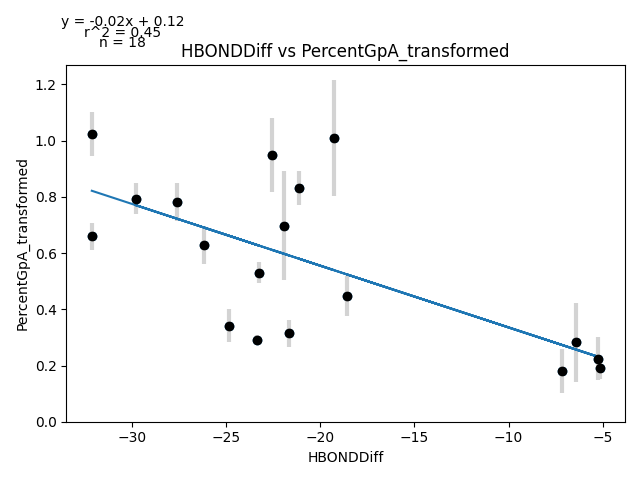 y = -0.02x + 0.12
r^2 = 0.45
n = 18
HBONDDiff vs PercentGpA_transformed
PercentGpA_transformed
1.2
1.0
0.8
0.6
0.4
0.2
0.0
−30
−25
−20
−15
−10
−5
HBONDDiff